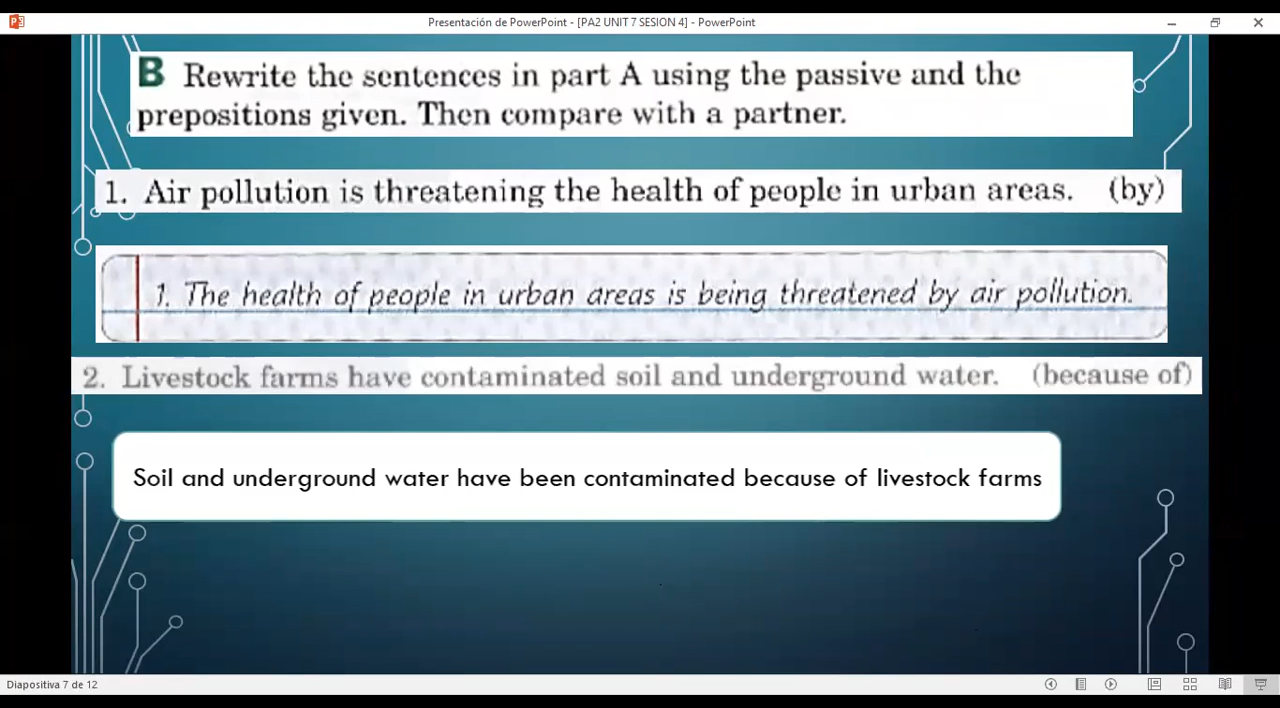 Presentación de PowerPoint - [PA2 UNIT 7 SESION 4] - PowerPoint
B Rewrite the sentences in part A using the passive and the
prepositions given. Then compare with a partner.
1. Air pollution is threatening the health of people in urban areas. (by)
1. The health of people in urban areas is being threatened by air pollution.
2. Livestock farms have contaminated soil and underground water. (because of)
Soil and underground water have been contaminated because of livestock farms
Diapositiva 7 de 12